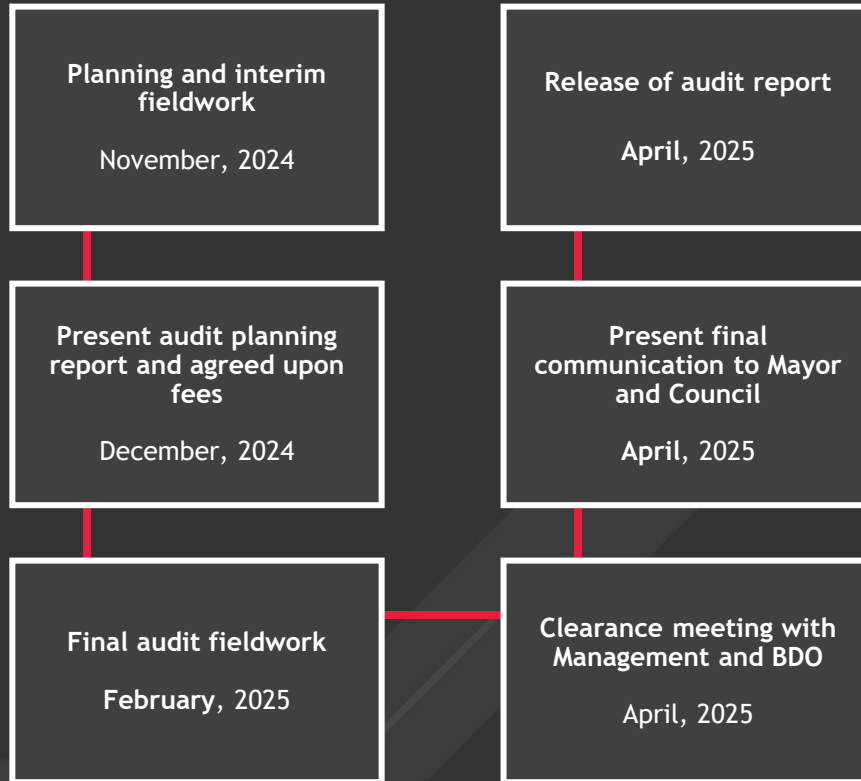 Planning and interim
fieldwork
November, 2024
Present audit planning
report and agreed upon
fees
December, 2024
Final audit fieldwork
February, 2025
Clearance meeting with
Management and BDO
April, 2025
Present final
communication to Mayor
and Council
April, 2025
Release of audit report
April, 2025